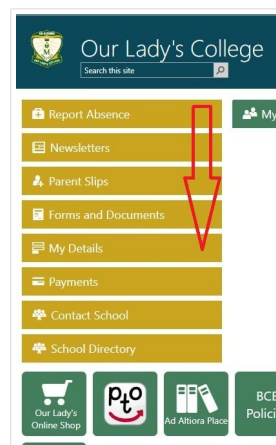 Our Lady's College
Search this site
Report Absence
My
Newsletters
Parent Slips
Forms and Documents
My Details
Payments
Contact School
School Directory
Our Lady's
Online Shop
Pto
Ad Altiora Place
BCE
Polici